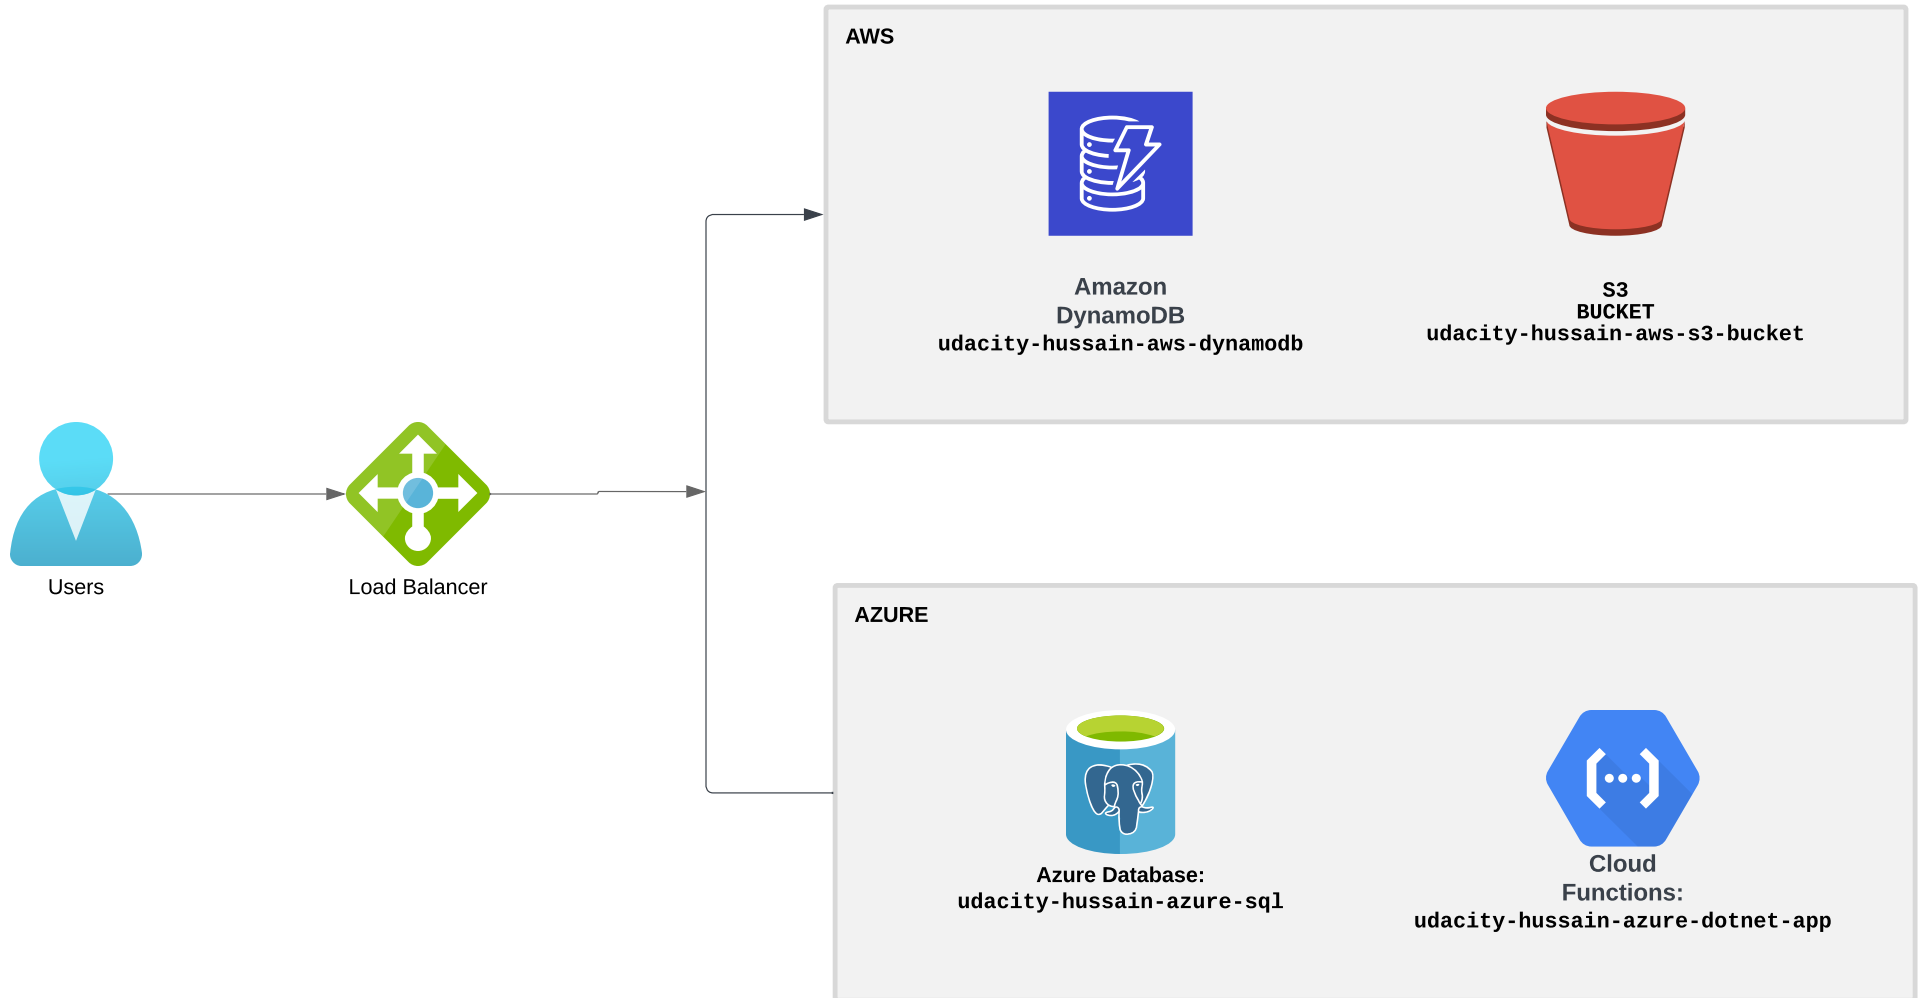 AWS
Amazon
DynamoDB
udacity-hussain-aws-dynamodb
S3
BUCKET
udacity-hussain-aws-s3-bucket
Users
Load Balancer
AZURE
Azure Database:
udacity-hussain-azure-sql
Cloud
Functions:
udacity-hussain-azure-dotnet-app